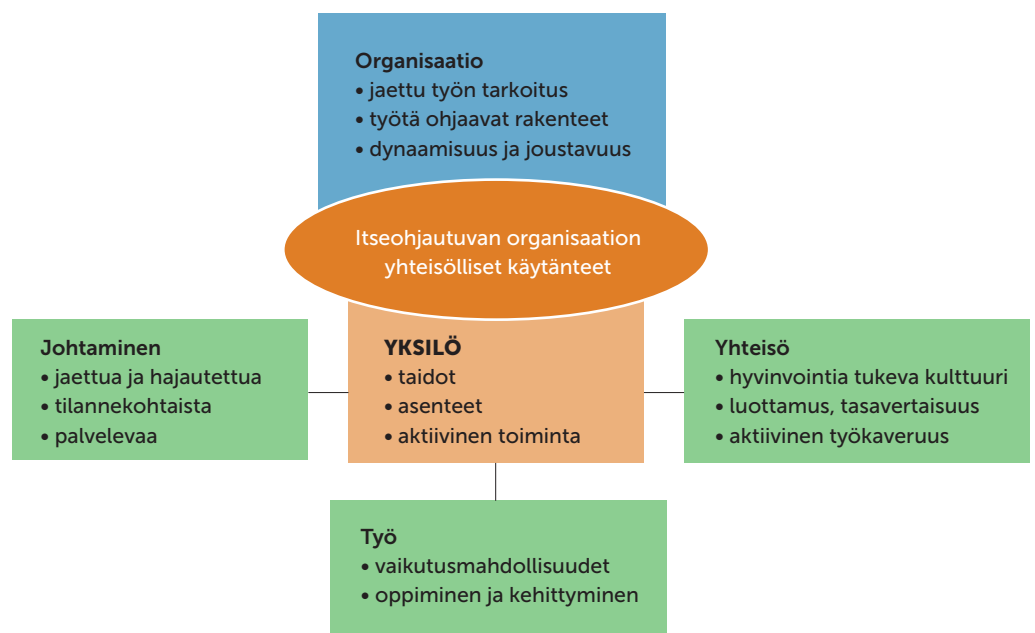 Organisaatio
• jaettu työn tarkoitus
• työtä ohjaavat rakenteet
• dynaamisuus ja joustavuus
Itseohjautuvan organisaation
yhteisölliset käytänteet
Johtaminen
• jaettua ja hajautettua
• tilannekohtaista
• palvelevaa
YKSILÖ
• taidot
• asenteet
• aktiivinen toiminta
Yhteisö
• hyvinvointia tukeva kulttuuri
• luottamus, tasavertaisuus
• aktiivinen työkaveruus
Työ
• vaikutusmahdollisuudet
• oppiminen ja kehittyminen